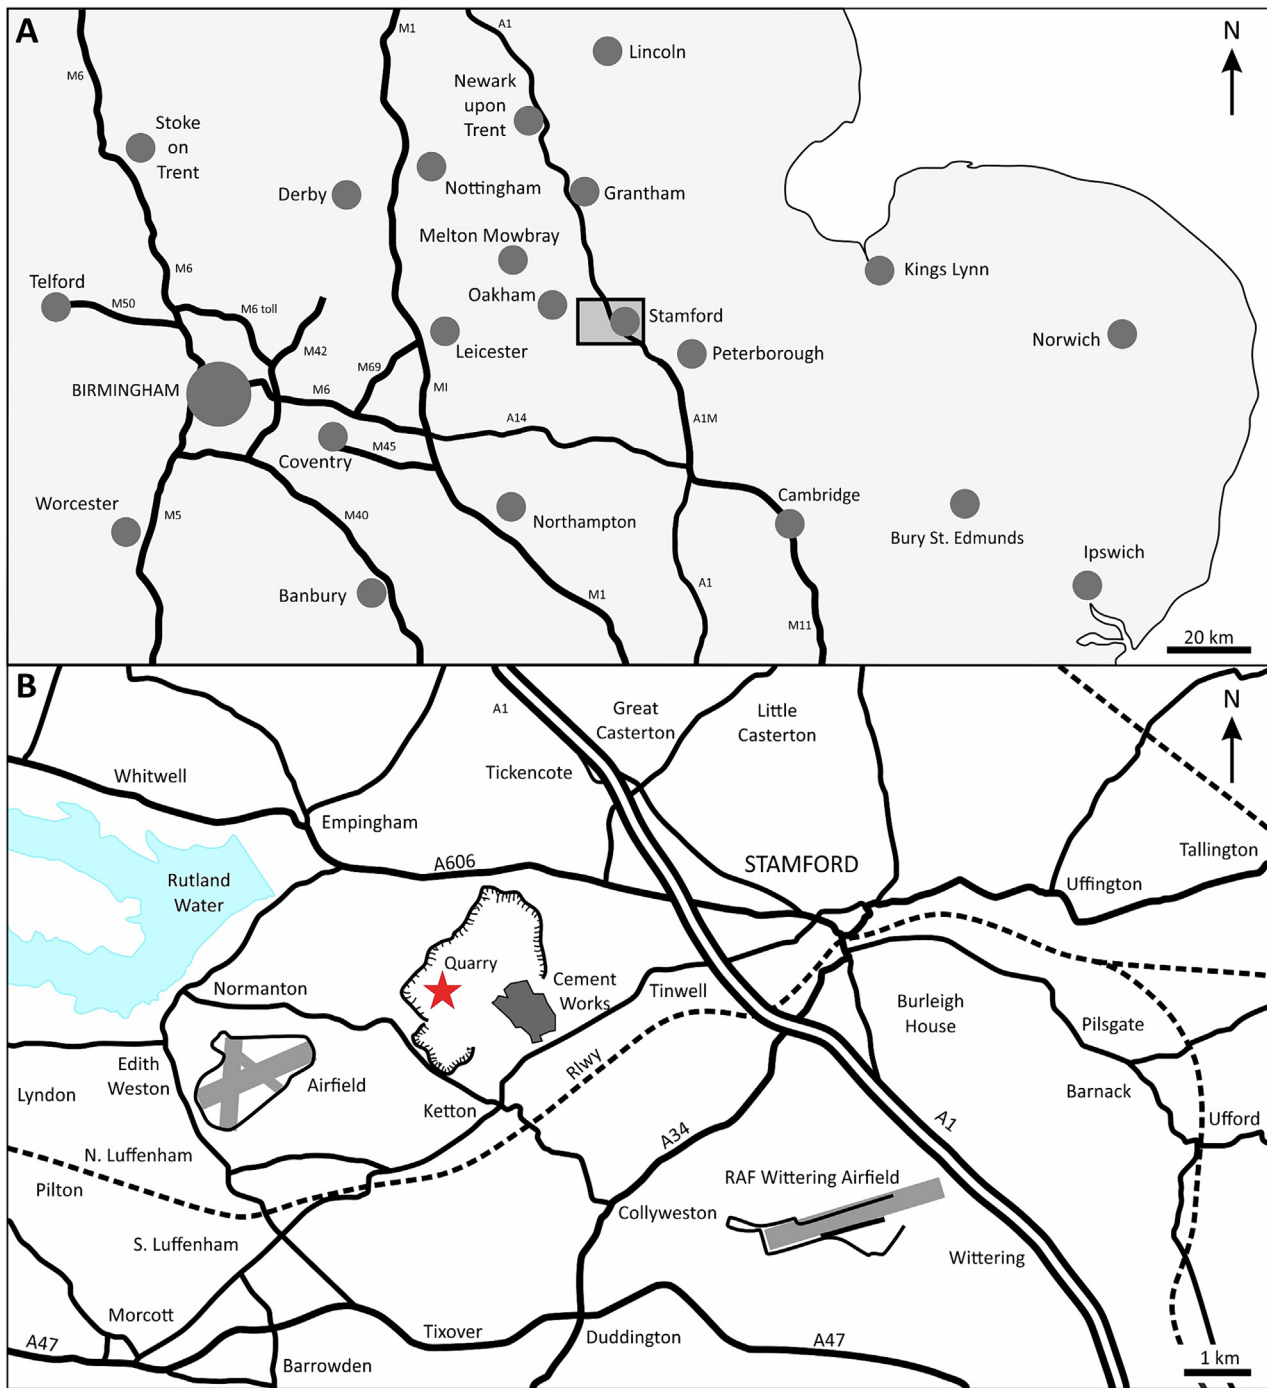 A
M1
A1
N
M6
Lincoln
Newark
upon
Trent
Stoke
on
Trent
Nottingham
Derby
Grantham
Melton Mowbray
M6
Kings Lynn
Telford
M50
M6 toll
Oakham
Stamford
Norwich
M42
Leicester
Peterborough
M69
BIRMINGHAM
M6
MI
A14
A1M
M45
Coventry
Cambridge
Worcester
M5
M40
Northampton
Bury St. Edmunds
Ipswich
Banbury
M1
A1
M11
20 km
B
A1
Great
Casterton
Little
Casterton
N
Whitwell
Tickencote
Empingham
A606
STAMFORD
Tallington
Uffington
Rutland
Water
Quarry
Cement
Works
Normanton
Tinwell
Burleigh
House
Pilsgate
Edith
Weston
Airfield
Rlwy
Lyndon
Ketton
Barnack
A1
Ufford
A34
N. Luffenham
Pilton
RAF Wittering Airfield
Collyweston
S. Luffenham
Wittering
Morcott
A47
Tixover
Duddington
A47
Barrowden
1 km